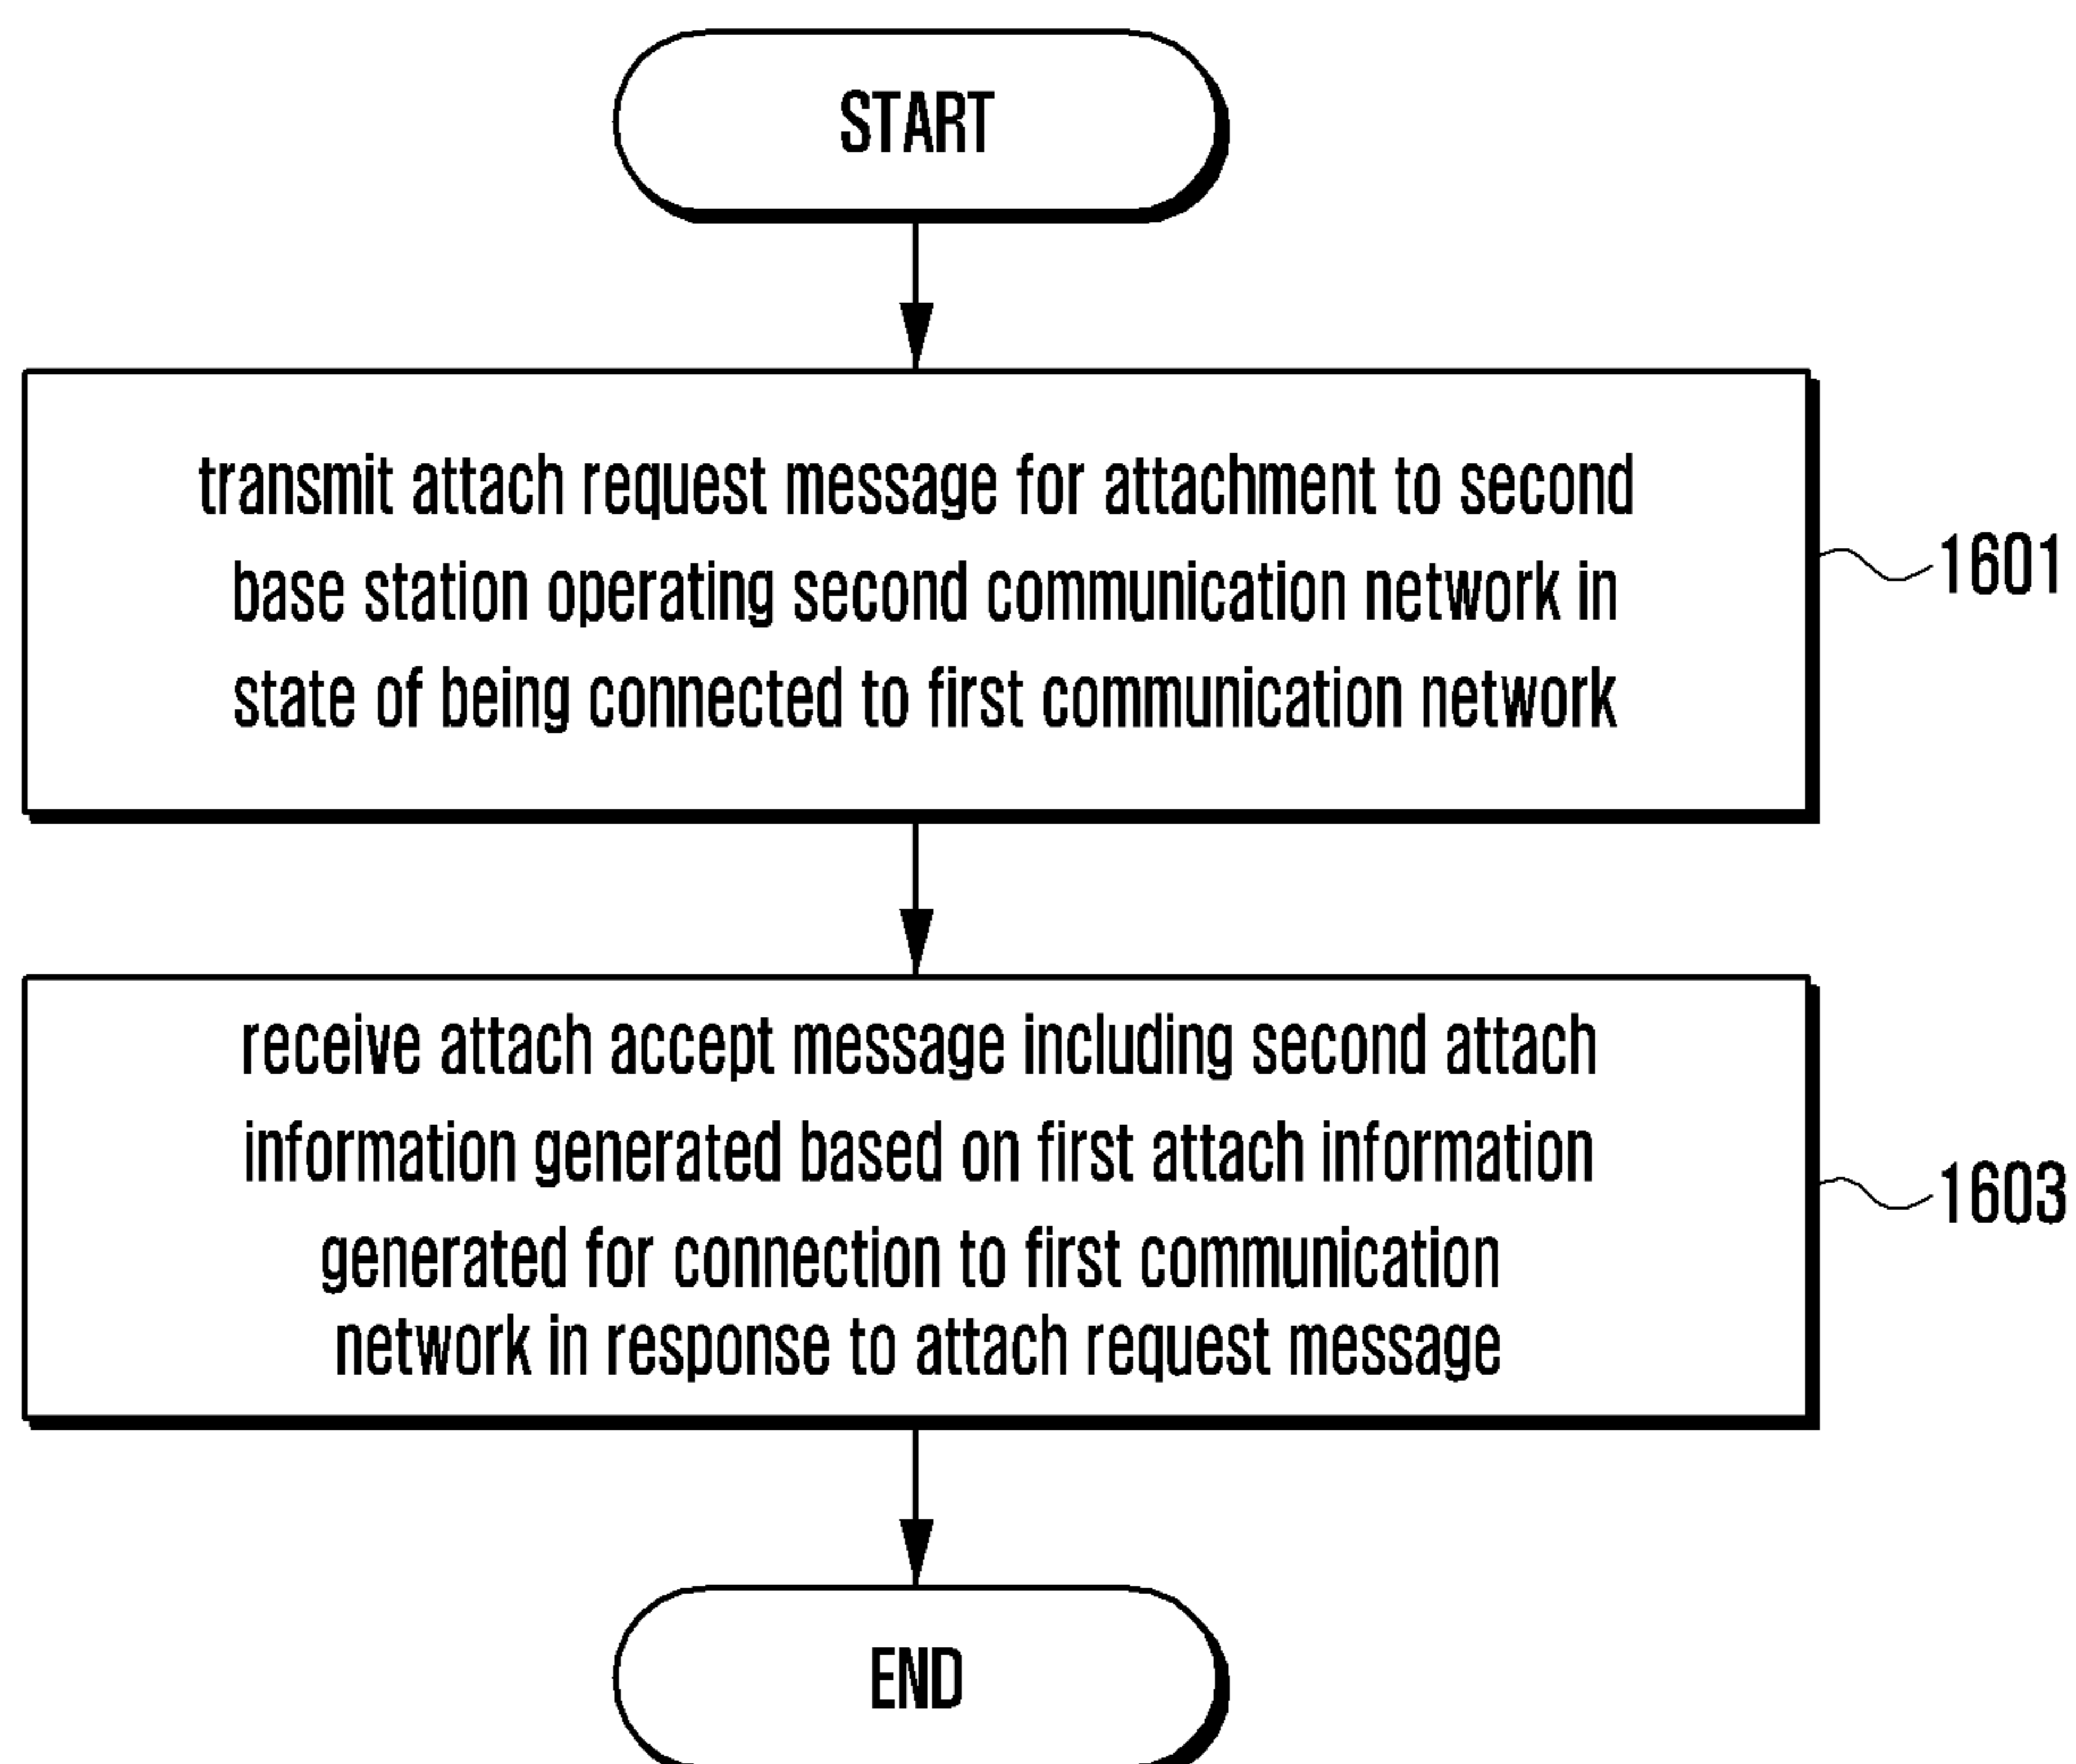 START
transmit attach request message for attachment to second
base station operating second communication network in
state of being connected to first communication network
1601
receive attach accept message including second attach
information generated based on first attach information
generated for connection to first communication
network in response to attach request message
1603
END